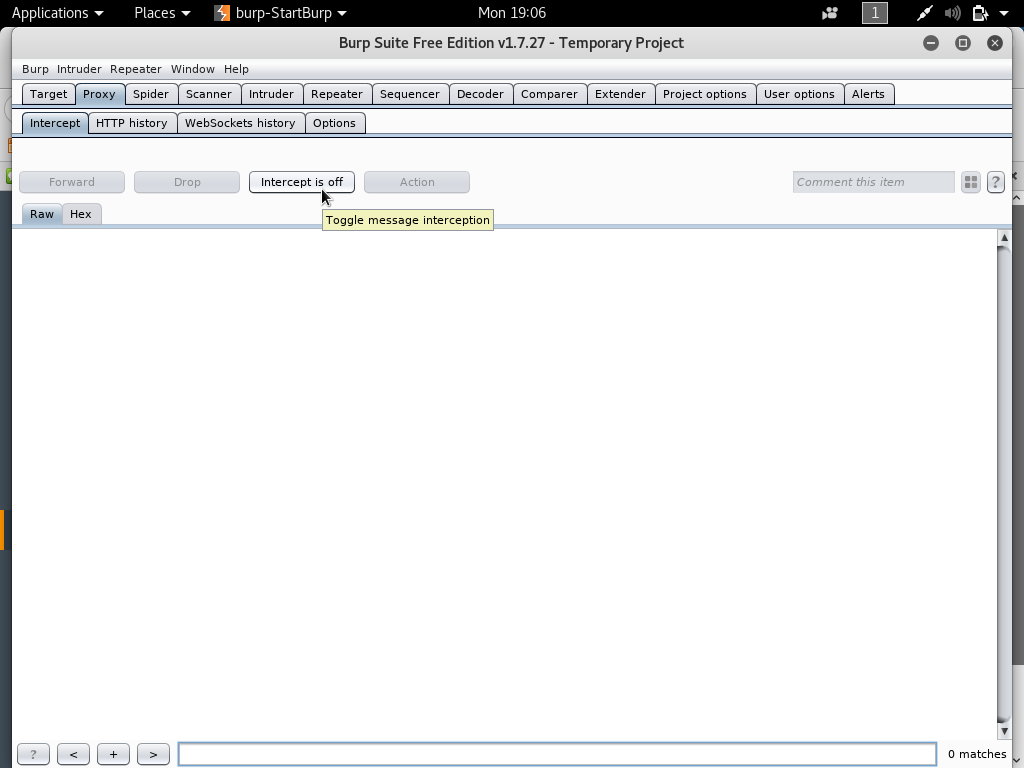 Applications Places burp-StartBurp Mon 19:06 1
Burp Suite Free Edition v1.7.27 - Temporary Project
Burp Intruder Repeater Window Help
Target Proxy Spider Scanner Intruder Repeater Sequencer Decoder Comparer Extender Project options User options Alerts
Intercept HTTP history WebSockets history Options
Forward Drop Intercept is off Action Comment this item ?
Raw Hex
Toggle message interception
? < + > 0 matches